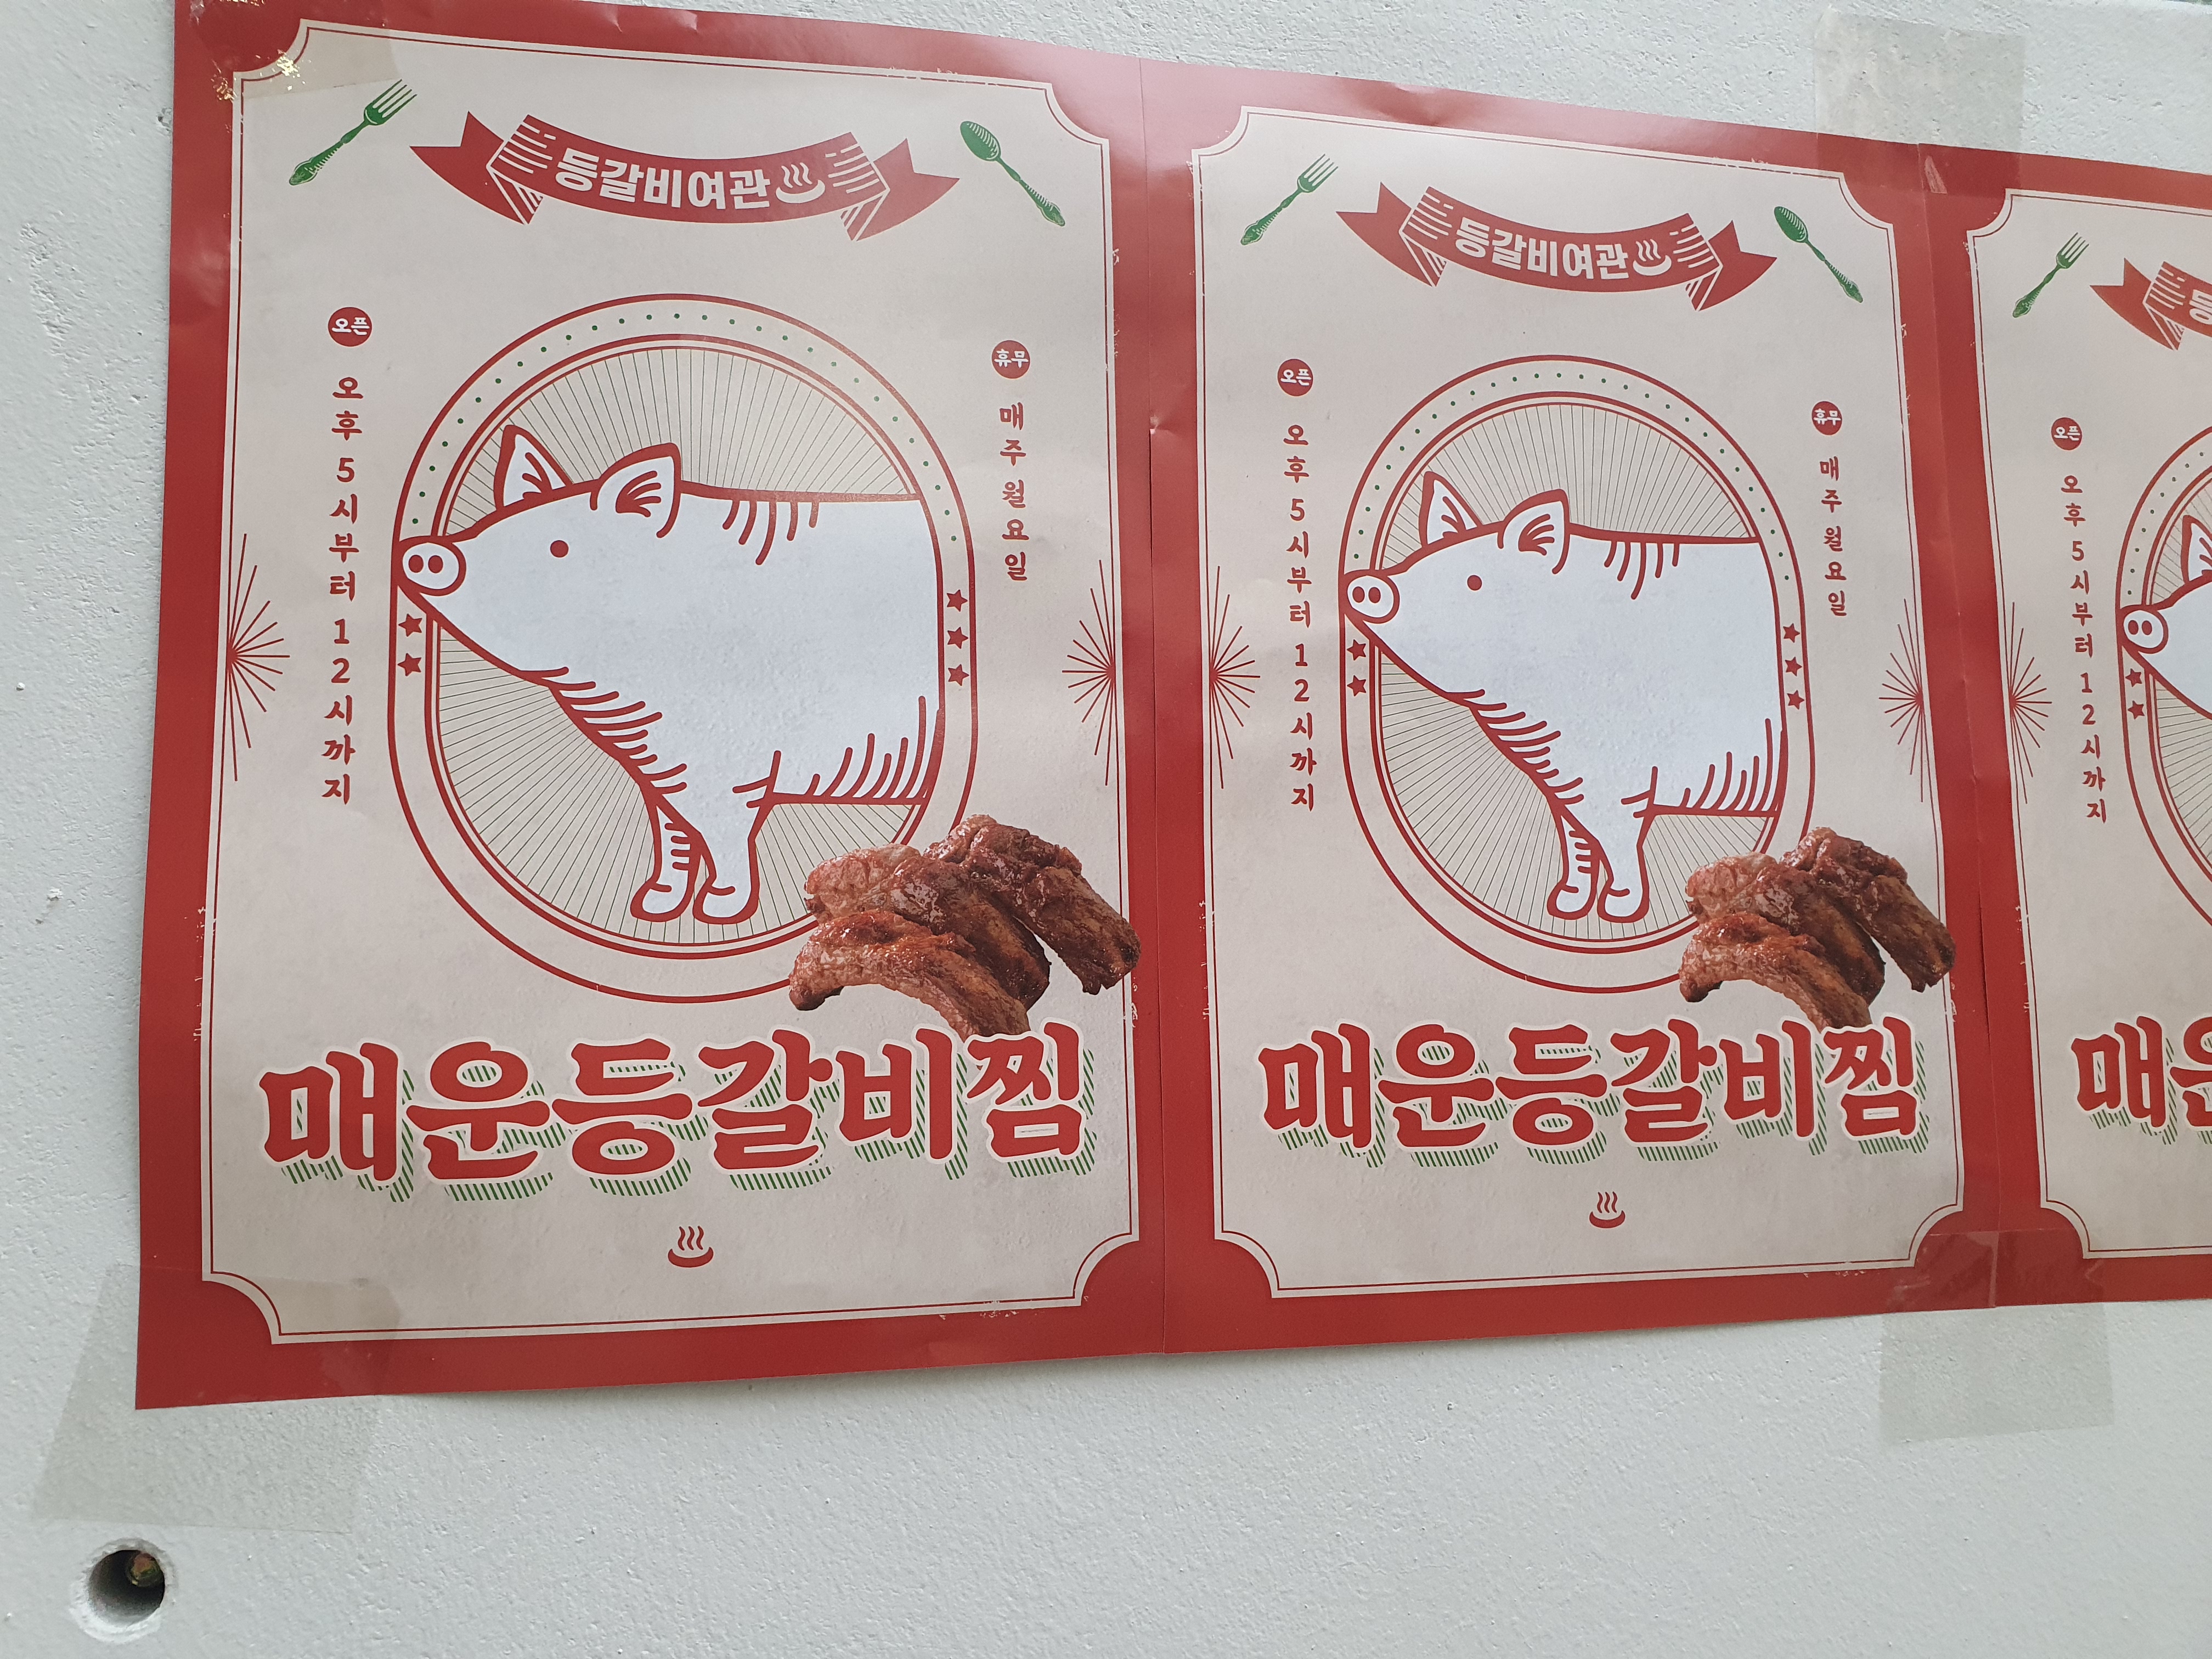 등갈비여관
오픈
오후5시부터12시까지
휴무
매주월요일
매운등갈비찜
등갈비여관
오픈
오후5시부터12시까지
휴무
매주월요일
매운등갈비찜
오픈
오후5시부터12시까지